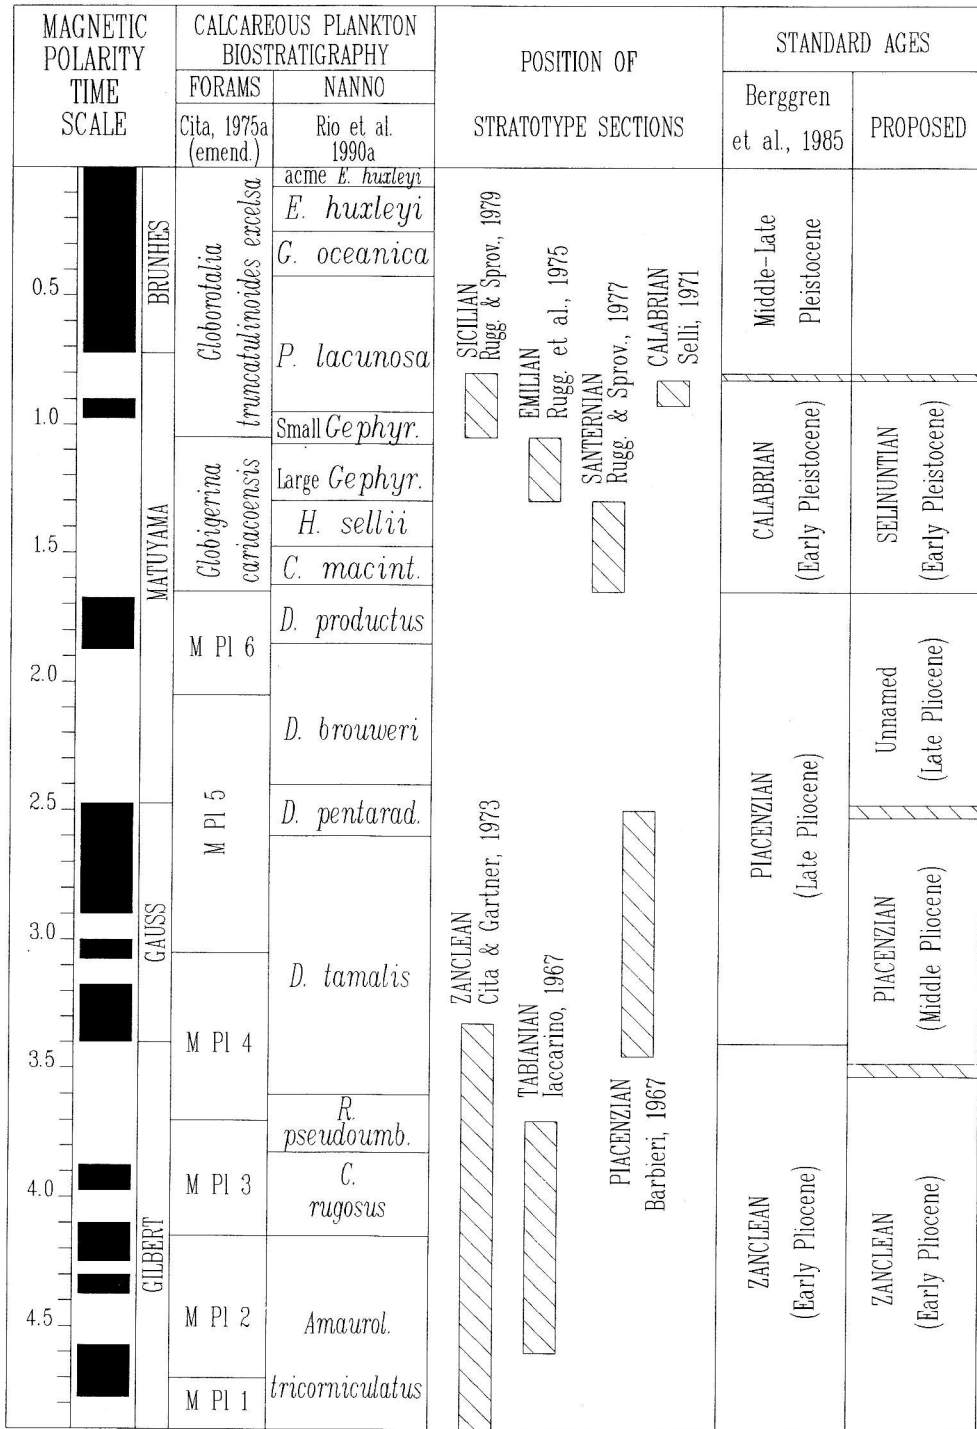 MAGNETIC
POLARITY
TIME
SCALE
CALCAREOUS PLANKTON
BIOSTRATIGRAPHY
FORAMS
NANNO
Cita, 1975a
(emend.)
Rio et al.
1990a
POSITION OF
STRATOTYPE SECTIONS
STANDARD AGES
Berggren
et al., 1985
PROPOSED
0.5
1.0
1.5
2.0
2.5
3.0
3.5
4.0
4.5
BRUNHES
MATUYAMA
GAUSS
GILBERT
Globorotalia
truncatulinoides excelsa
Globigerina
cariacoensis
M Pl 6
M Pl 5
M Pl 4
M Pl 3
M Pl 2
M Pl 1
acme E. huxleyi
E. huxleyi
G. oceanica
P. lacunosa
Small Gephyr.
Large Gephyr.
H. sellii
C. macint.
D. productus
D. brouweri
D. pentarad.
D. tamalis
R.
pseudoumb.
C.
rugosus
Amaurol.
tricorniculatus
SICILIAN
Rugg. & Sprov., 1979
EMILIAN
Rugg. et al., 1975
SANTERNIAN
Rugg. & Sprov., 1977
CALABRIAN
Selli, 1971
ZANCLEAN
Cita & Gartner, 1973
TABIANIAN
Iaccarino, 1967
PIACENZIAN
Barbieri, 1967
Middle-Late
Pleistocene
CALABRIAN
(Early Pleistocene)
PIACENZIAN
(Late Pliocene)
ZANCLEAN
(Early Pliocene)
SELINUNTIAN
(Early Pleistocene)
Unnamed
(Late Pliocene)
PIACENZIAN
(Middle Pliocene)
ZANCLEAN
(Early Pliocene)